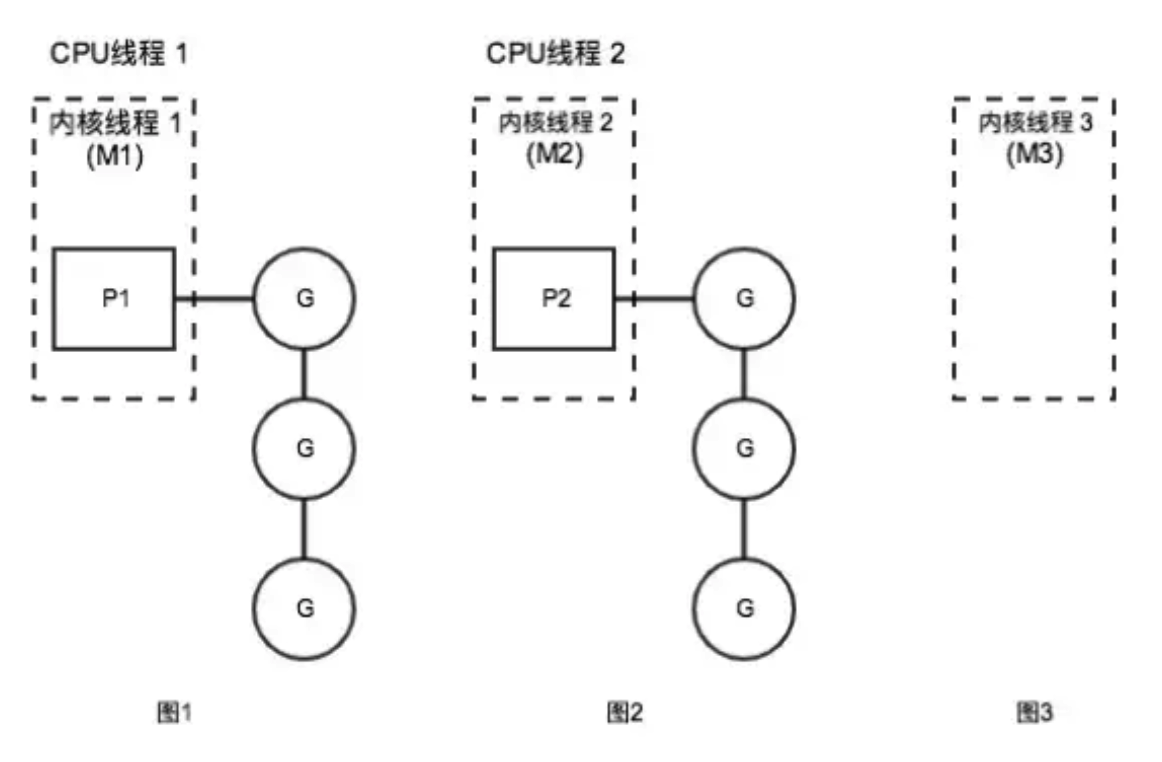 CPU线程 1
CPU线程 2
内核线程 1
(M1)
内核线程 2
(M2)
内核线程 3
(M3)
P1
G
P2
G
G
G
G
G
图1
图2
图3